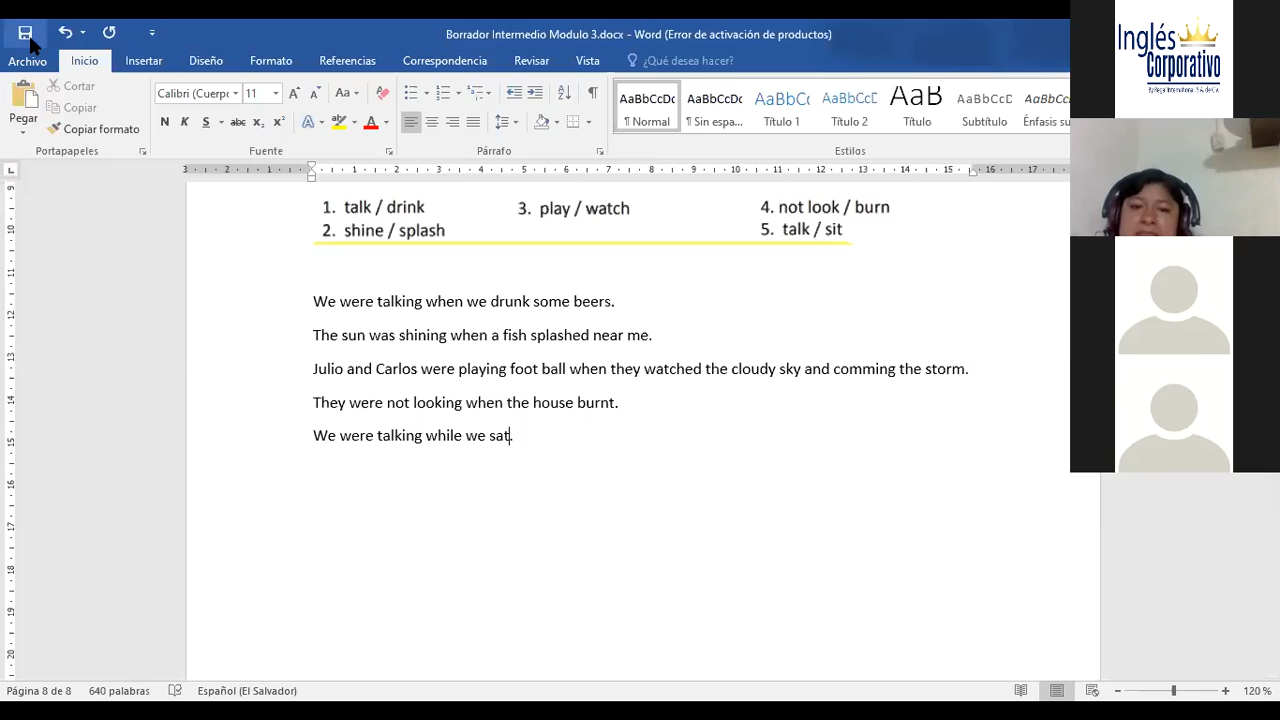 Borrador Intermedio Modulo 3.docx - Word (Error de activación de productos)
Archivo Inicio Insertar Diseño Formato Referencias Correspondencia Revisar Vista ¿Qué desea hacer?
Pegar
Cortar
Copiar
Copiar formato
Portapapeles
Calibri (Cuerpo 11
Fuente
Párrafo
AaBbCcDc AaBbCcDc AaBbCc AaBbCcD AaB AaBbCcD AaBbCcD
¶ Normal ¶ Sin espa... Título 1 Título 2 Título Subtítulo Énfasis su
Estilos
Inglés
Corporativo
1. talk / drink 3. play / watch 4. not look / burn
2. shine / splash 5. talk / sit
We were talking when we drunk some beers.
The sun was shining when a fish splashed near me.
Julio and Carlos were playing foot ball when they watched the cloudy sky and comming the storm.
They were not looking when the house burnt.
We were talking while we sat.
Página 8 de 8 640 palabras Español (El Salvador) 120 %